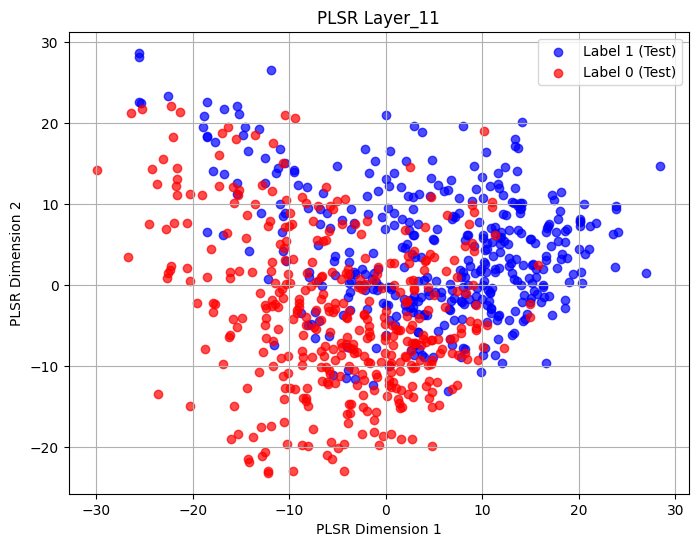 PLSR Layer_11
Label 1 (Test)
Label 0 (Test)
PLSR Dimension 2
30
20
10
0
−10
−20
−30
−20
−10
0
10
20
30
PLSR Dimension 1